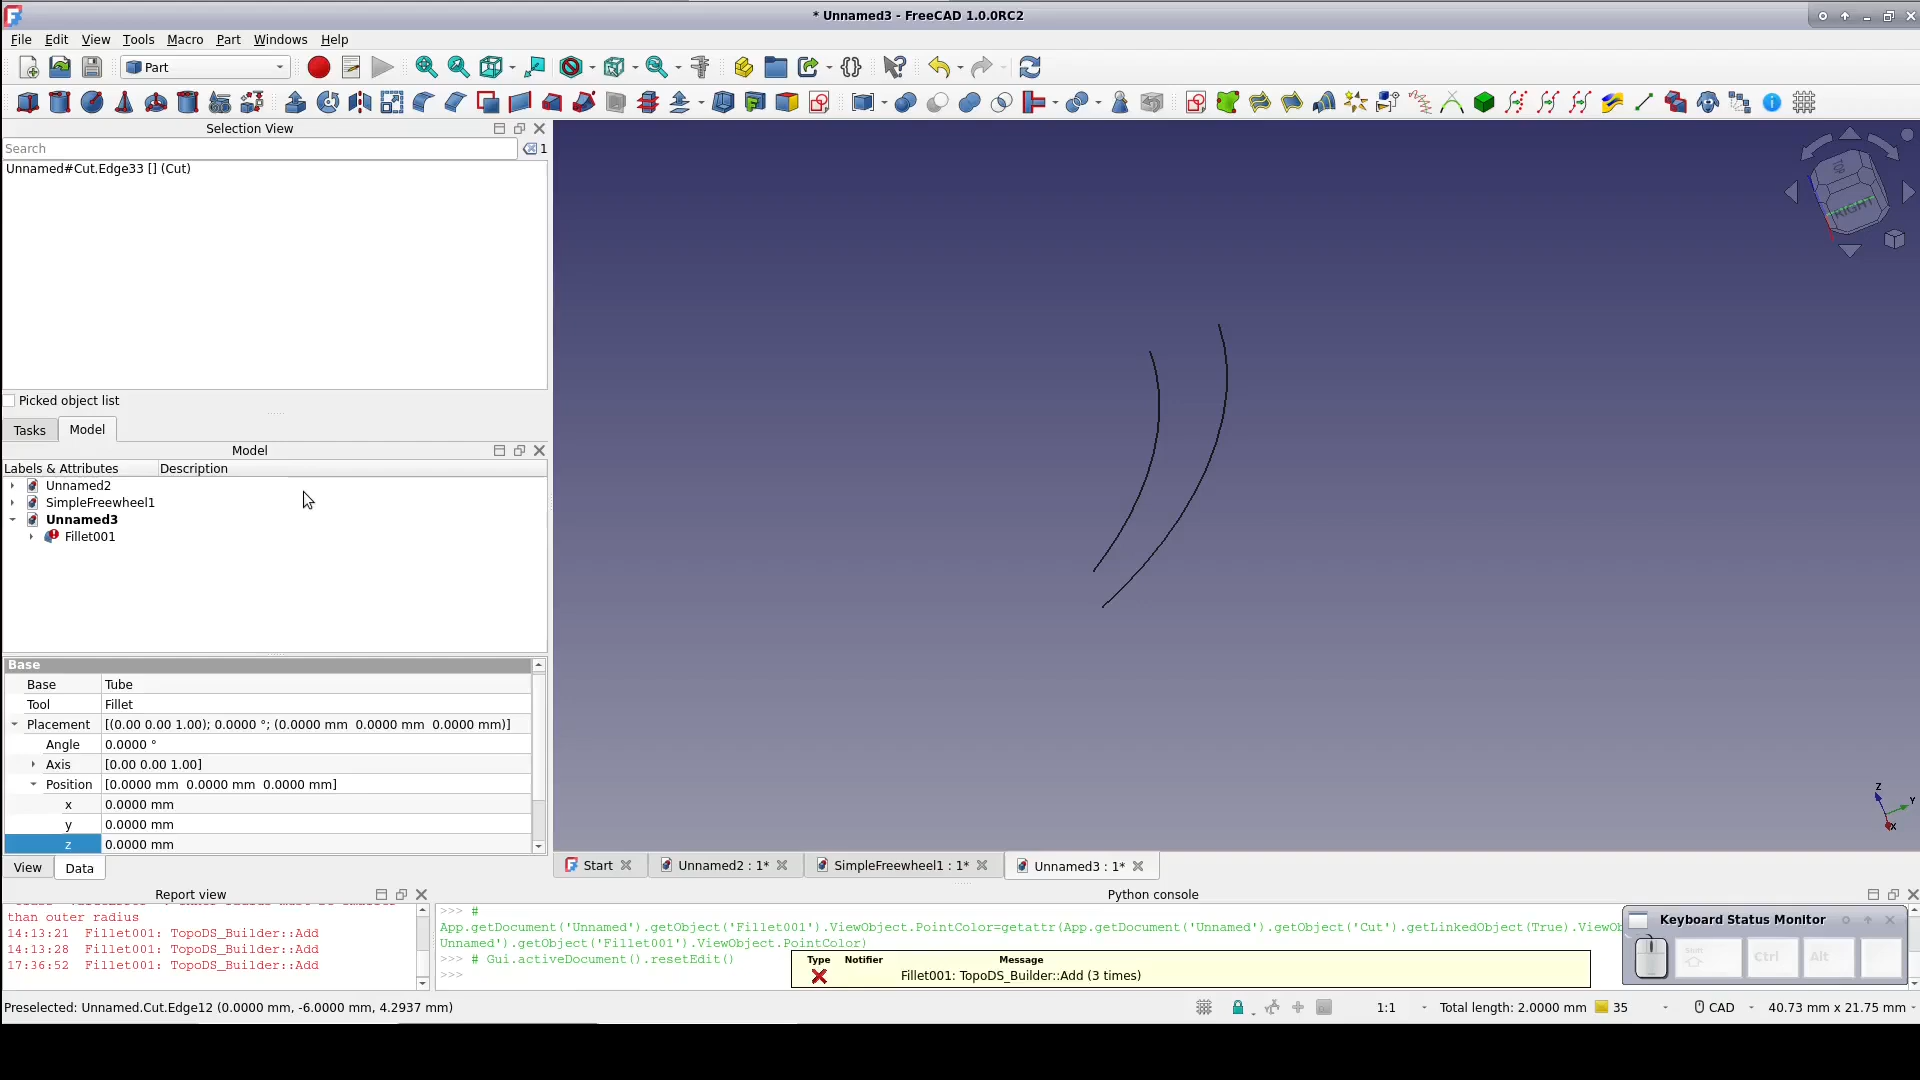 * Unnamed3 - FreeCAD 1.0.0RC2
File Edit View Tools Macro Part Windows Help
Part
Selection View
Search
1
Unnamed#Cut.Edge33 [] (Cut)
Picked object list
Tasks Model
Model
Labels & Attributes Description
Unnamed2
SimpleFreewheel1
Unnamed3
Fillet001
Base
Base Tube
Tool Fillet
Placement [(0.00 0.00 1.00); 0.0000 °; (0.0000 mm 0.0000 mm 0.0000 mm)]
Angle 0.0000 °
Axis [0.00 0.00 1.00]
Position [0.0000 mm 0.0000 mm 0.0000 mm]
x 0.0000 mm
y 0.0000 mm
z 0.0000 mm
View Data
RIGHT
Z
Y
X
Start Unnamed2 : 1* SimpleFreewheel1 : 1* Unnamed3 : 1*
Report view
than outer radius
14:13:21 Fillet001: TopoDS_Builder::Add
14:13:28 Fillet001: TopoDS_Builder::Add
17:36:52 Fillet001: TopoDS_Builder::Add
Python console
>>> #
App.getDocument('Unnamed').getObject('Fillet001').ViewObject.PointColor=getattr(App.getDocument('Unnamed').getObject('Cut').getLinkedObject(True).ViewOb
Unnamed').getObject('Fillet001').ViewObject.PointColor)
>>> # Gui.activeDocument().resetEdit()
>>>
Type Notifier Message
Fillet001: TopoDS_Builder::Add (3 times)
Keyboard Status Monitor
Shift
Ctrl
Alt
Preselected: Unnamed.Cut.Edge12 (0.0000 mm, -6.0000 mm, 4.2937 mm)
1:1
Total length: 2.0000 mm
35
CAD
40.73 mm x 21.75 mm